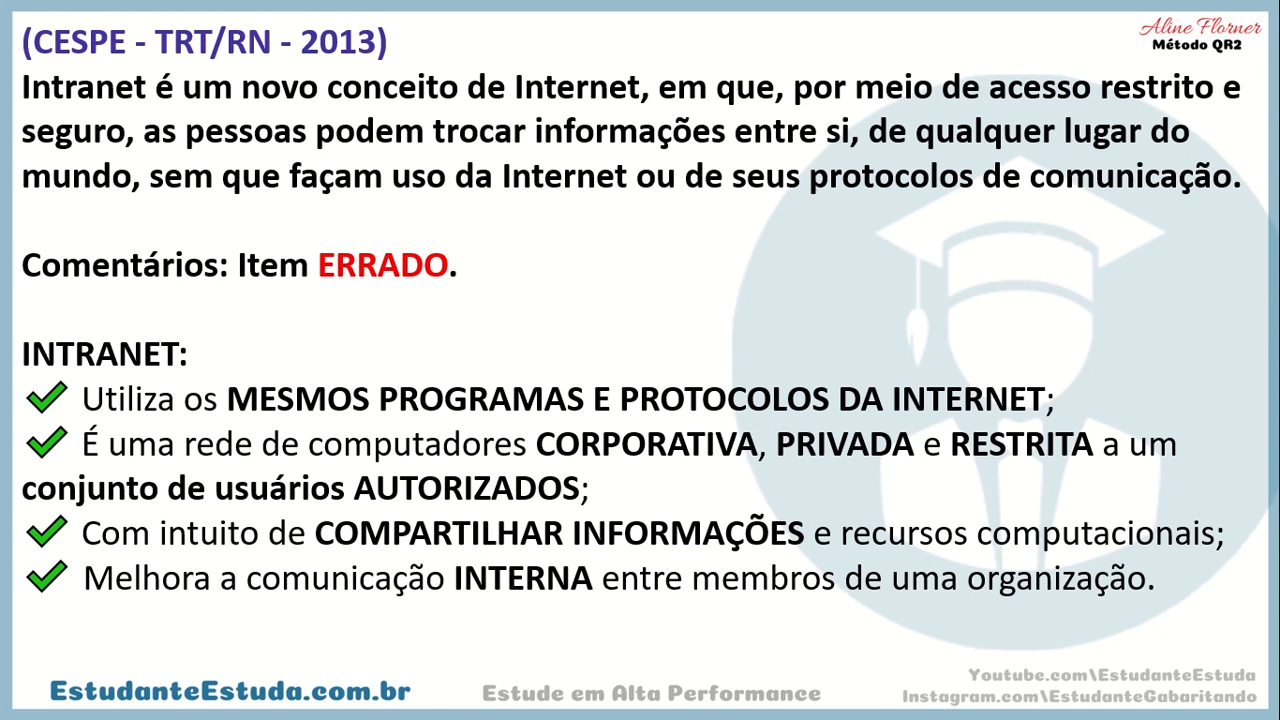 (CESPE - TRT/RN - 2013)
Aline Florner
Método QR2
Intranet é um novo conceito de Internet, em que, por meio de acesso restrito e
seguro, as pessoas podem trocar informações entre si, de qualquer lugar do
mundo, sem que façam uso da Internet ou de seus protocolos de comunicação.
Comentários: Item ERRADO.
INTRANET:
Utiliza os MESMOS PROGRAMAS E PROTOCOLOS DA INTERNET;
É uma rede de computadores CORPORATIVA, PRIVADA e RESTRITA a um
conjunto de usuários AUTORIZADOS;
Com intuito de COMPARTILHAR INFORMAÇÕES e recursos computacionais;
Melhora a comunicação INTERNA entre membros de uma organização.
EstudanteEstuda.com.br
Estude em Alta Performance
Youtube.com\EstudanteEstuda
Instagram.com\EstudanteGabaritando